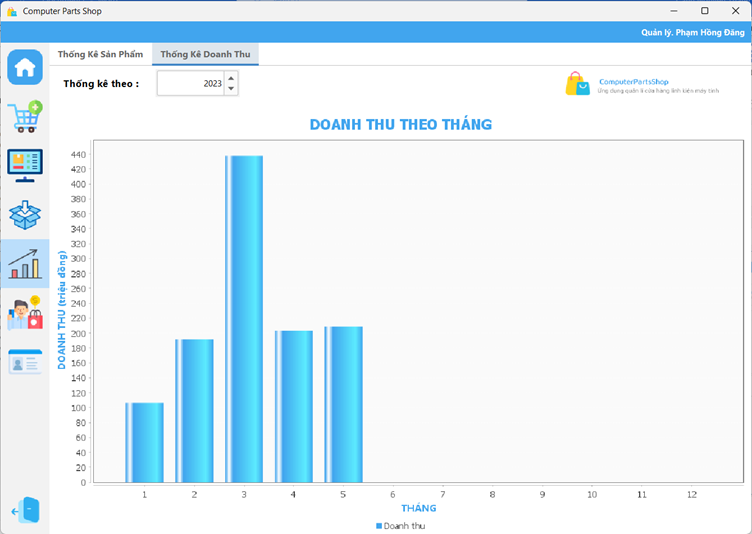 Computer Parts Shop
Quản lý. Phạm Hồng Đăng
Thống Kê Sản Phẩm
Thống Kê Doanh Thu
Thống kê theo :
2023
ComputerPartsShop
Ứng dụng quản lí cửa hàng linh kiện máy tính
DOANH THU THEO THÁNG
DOANH THU (triệu đồng)
440
420
400
380
360
340
320
300
280
260
240
220
200
180
160
140
120
100
80
60
40
20
0
1 2 3 4 5 6 7 8 9 10 11 12
THÁNG
Doanh thu